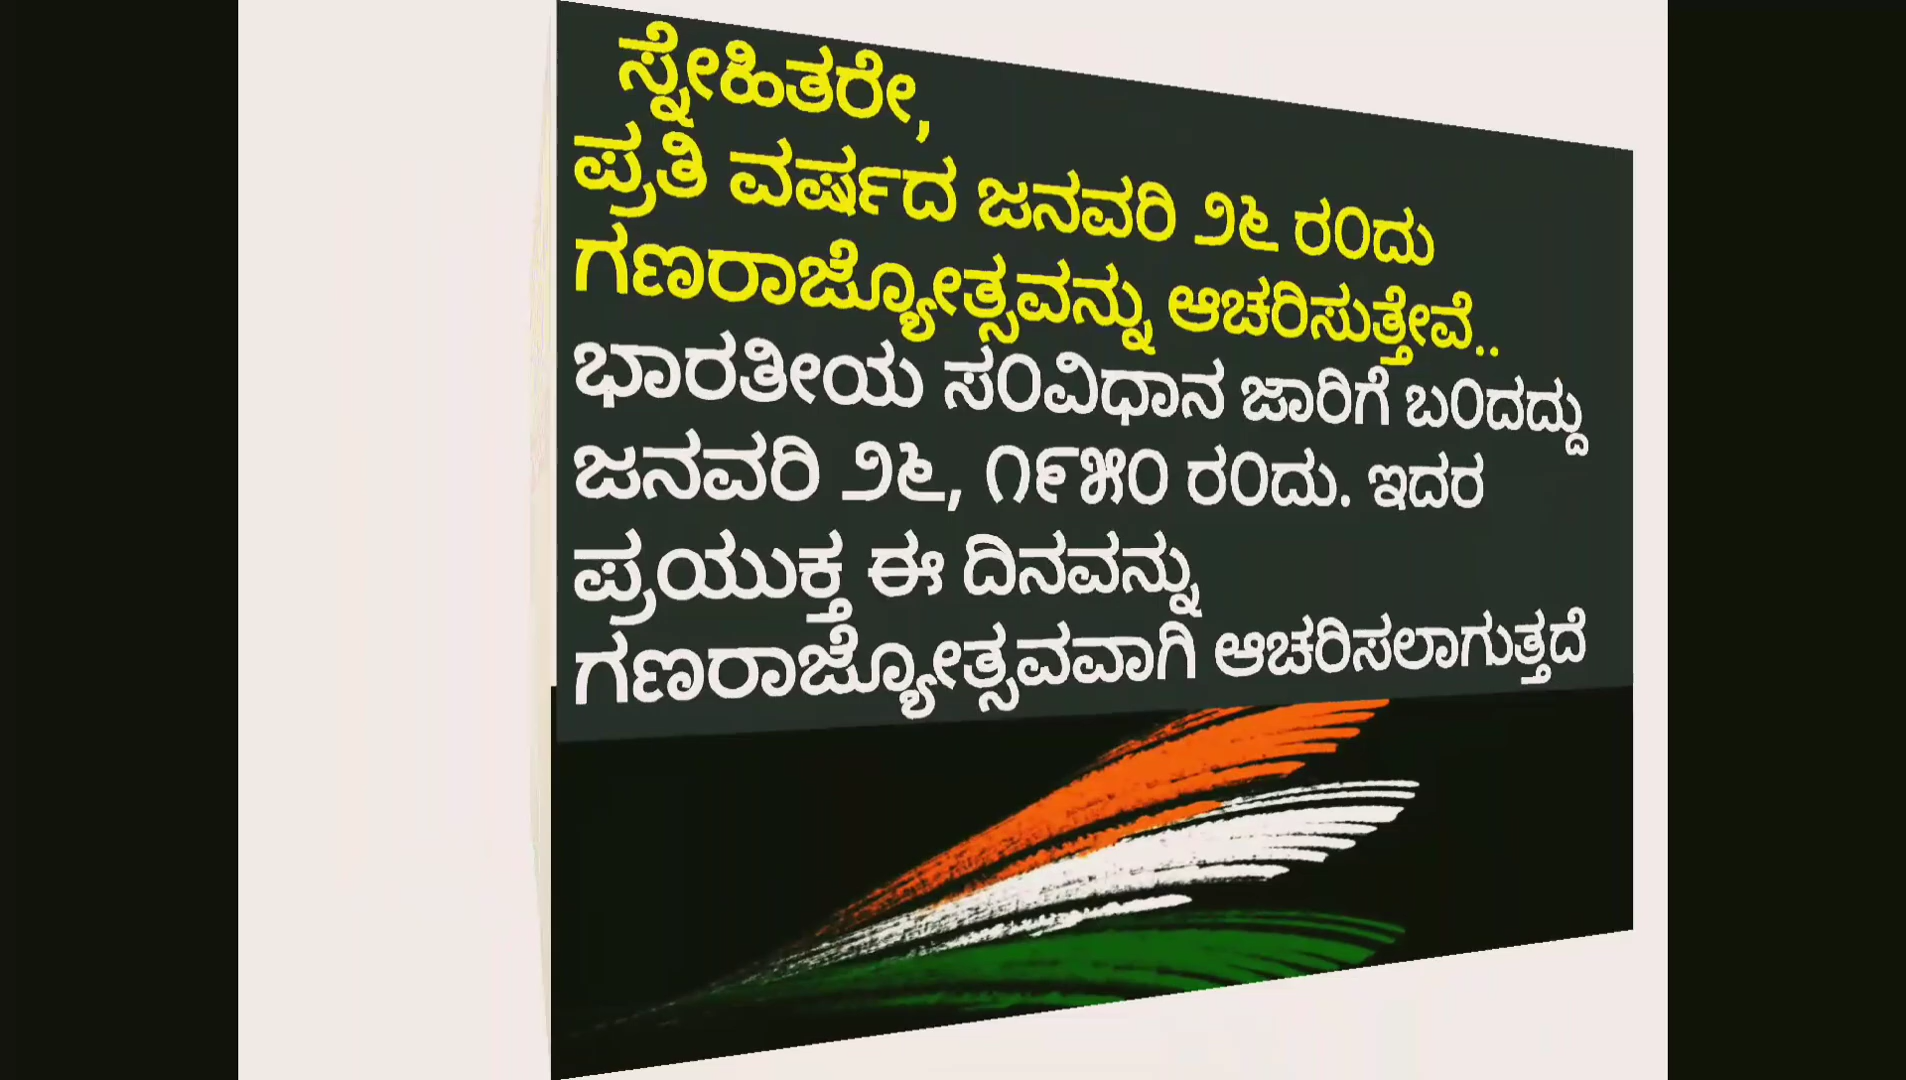 ಸ್ನೇಹಿತರೇ,
ಪ್ರತಿ ವರ್ಷದ ಜನವರಿ ೨೬ ರಂದು
ಗಣರಾಜ್ಯೋತ್ಸವನ್ನು ಆಚರಿಸುತ್ತೇವೆ..
ಭಾರತೀಯ ಸಂವಿಧಾನ ಜಾರಿಗೆ ಬಂದದ್ದು
ಜನವರಿ ೨೬, ೧೯೫೦ ರಂದು. ಇದರ
ಪ್ರಯುಕ್ತ ಈ ದಿನವನ್ನು
ಗಣರಾಜ್ಯೋತ್ಸವವಾಗಿ ಆಚರಿಸಲಾಗುತ್ತದೆ